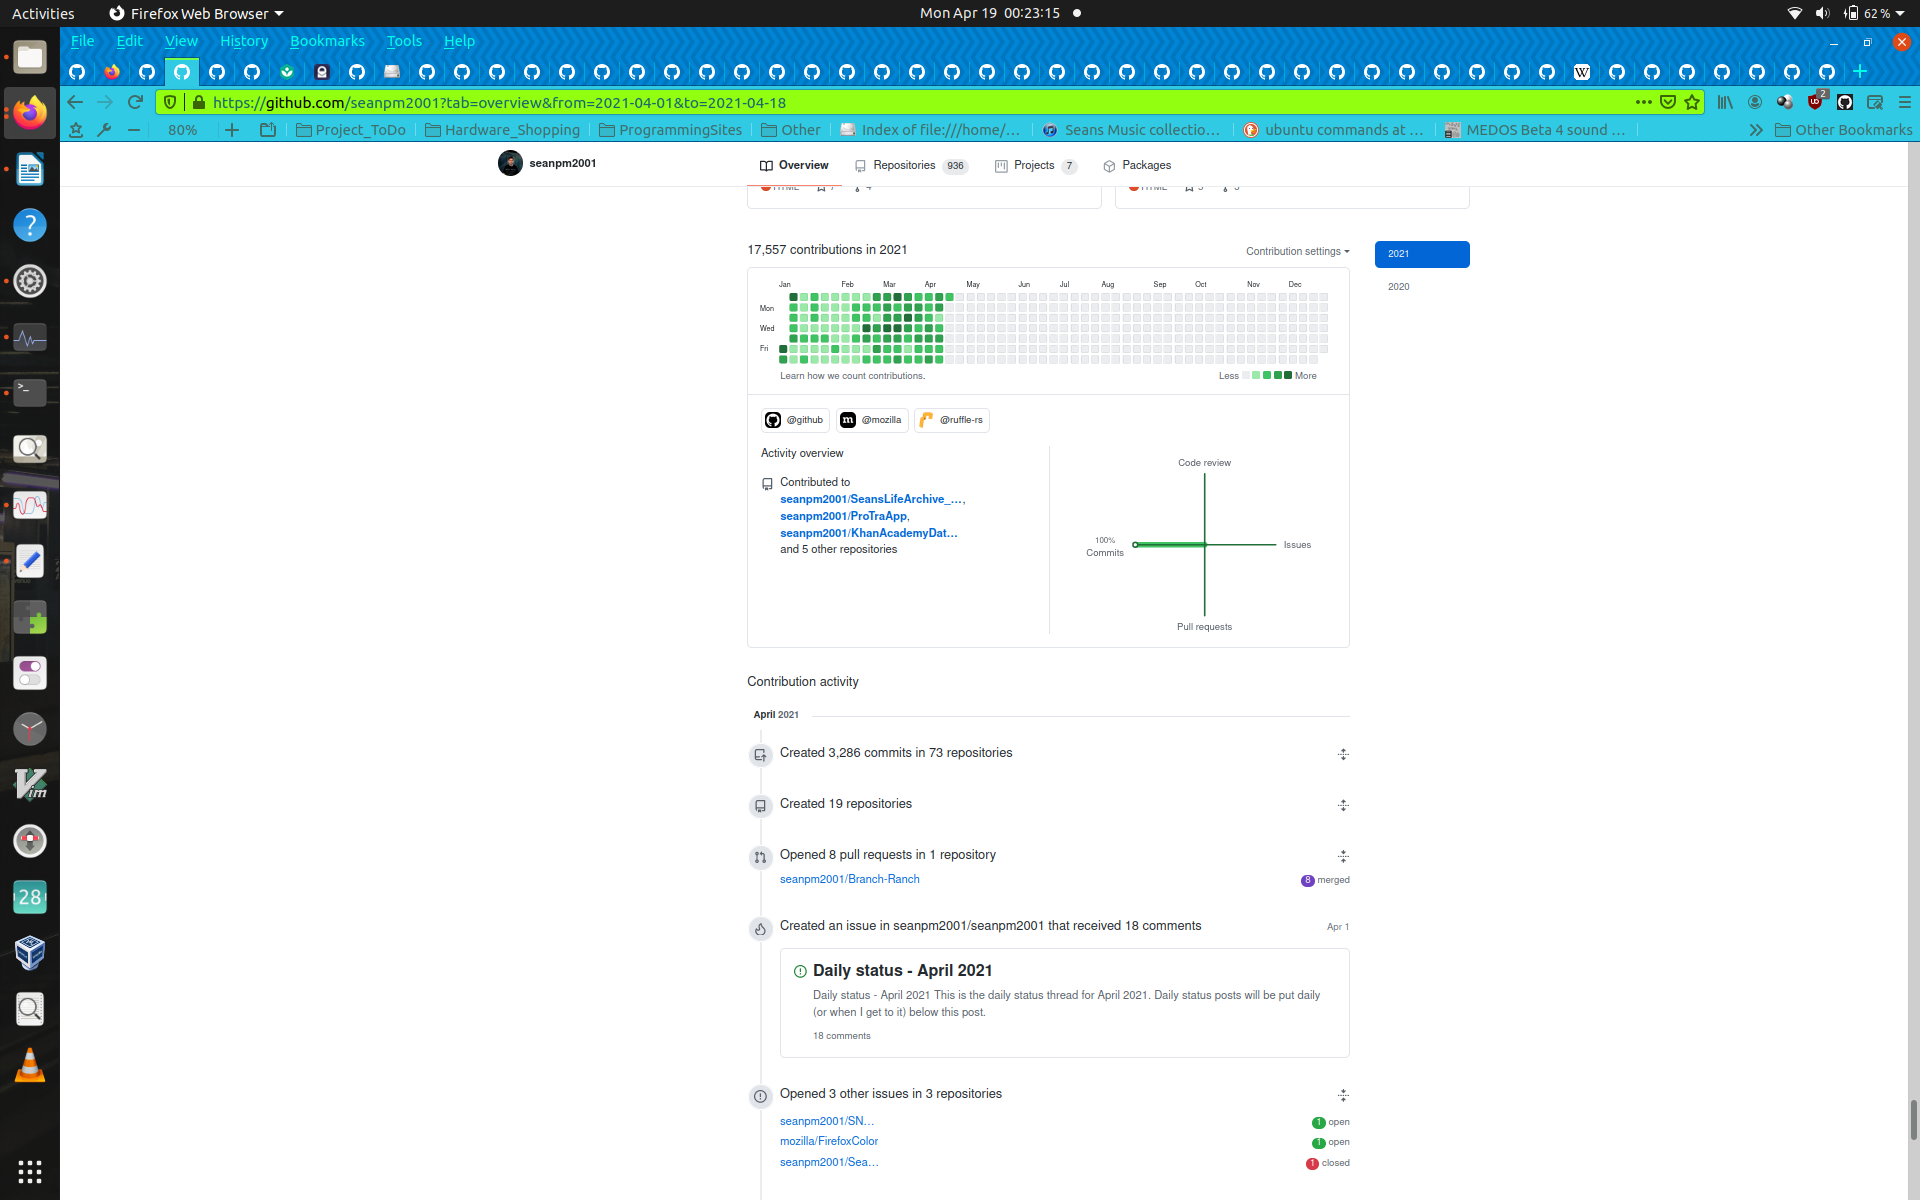 Activities
Firefox Web Browser
Mon Apr 19 00:23:15
62 %
File Edit View History Bookmarks Tools Help
https://github.com/seanpm2001?tab=overview&from=2021-04-01&to=2021-04-18
2
80%
Project_ToDo
Hardware_Shopping
ProgrammingSites
Other
Index of file:///home/…
Seans Music collectio…
ubuntu commands at …
MEDOS Beta 4 sound …
Other Bookmarks
seanpm2001
Overview
Repositories 936
Projects 7
Packages
17,557 contributions in 2021
Contribution settings
2021
2020
Jan Feb Mar Apr May Jun Jul Aug Sep Oct Nov Dec
Mon
Wed
Fri
Learn how we count contributions.
Less
More
@github
@mozilla
@ruffle-rs
Activity overview
Contributed to
seanpm2001/SeansLifeArchive_…,
seanpm2001/ProTraApp,
seanpm2001/KhanAcademyDat…
and 5 other repositories
Code review
100%
Commits
Issues
Pull requests
Contribution activity
April 2021
Created 3,286 commits in 73 repositories
Created 19 repositories
Opened 8 pull requests in 1 repository
seanpm2001/Branch-Ranch
8 merged
Created an issue in seanpm2001/seanpm2001 that received 18 comments
Apr 1
Daily status - April 2021
Daily status - April 2021 This is the daily status thread for April 2021. Daily status posts will be put daily
(or when I get to it) below this post.
18 comments
Opened 3 other issues in 3 repositories
seanpm2001/SN…
1 open
mozilla/FirefoxColor
1 open
seanpm2001/Sea…
1 closed
28